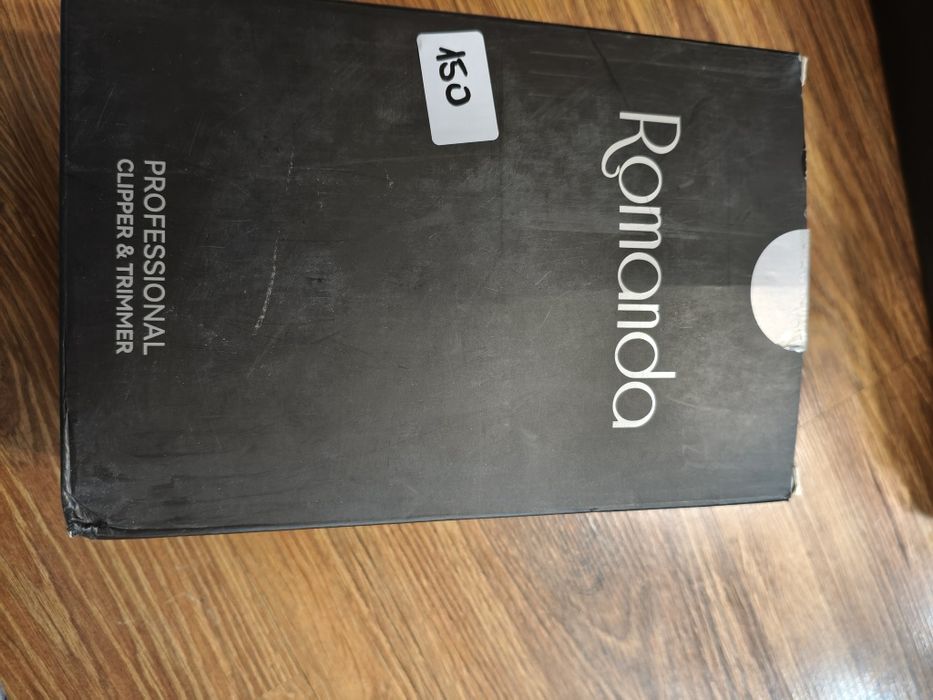 150
Romanda
PROFESSIONAL
CLIPPER & TRIMMER